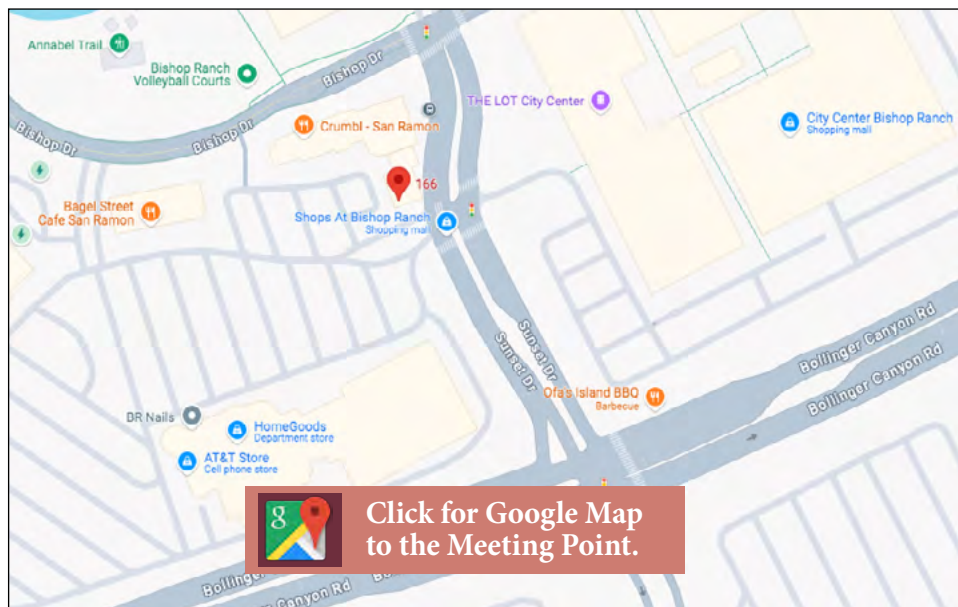 Annabel Trail
Bishop Ranch
Volleyball Courts
Bishop Dr
Bishop Dr
Bishop Dr
Crumbl - San Ramon
THE LOT City Center
City Center Bishop Ranch
Shopping mall
166
Bagel Street
Cafe San Ramon
Shops At Bishop Ranch
Shopping mall
Sunset Dr
Sunset Dr
Bollinger Canyon Rd
Bollinger Canyon Rd
Ofa's Island BBQ
Barbecue
DR Nails
HomeGoods
Department store
AT&T Store
Cell phone store
g
Click for Google Map
to the Meeting Point.
Bollinge
Canyon Rd